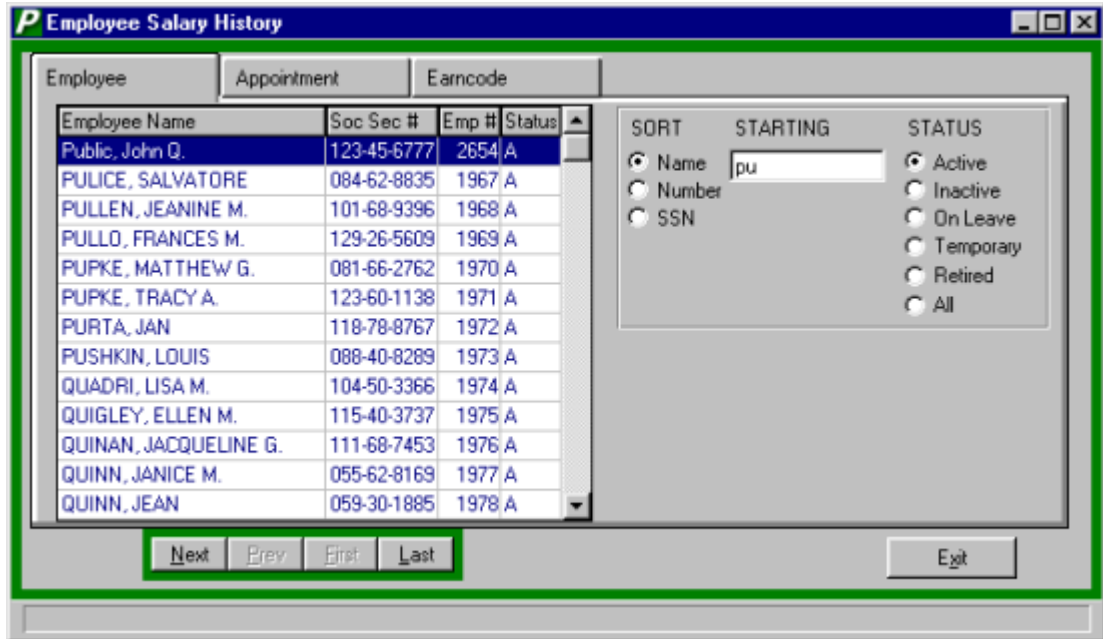 P Employee Salary History
Employee Appointment Earncode
Employee Name Soc Sec # Emp # Status
Public, John Q. 123-45-6777 2654 A
PULICE, SALVATORE 084-62-8835 1967 A
PULLEN, JEANINE M. 101-68-9396 1968 A
PULLO, FRANCES M. 129-26-5609 1969 A
PUPKE, MATTHEW G. 081-66-2762 1970 A
PUPKE, TRACY A. 123-60-1138 1971 A
PURTA, JAN 118-78-8767 1972 A
PUSHKIN, LOUIS 088-40-8289 1973 A
QUADRI, LISA M. 104-50-3366 1974 A
QUIGLEY, ELLEN M. 115-40-3737 1975 A
QUINAN, JACQUELINE G. 111-68-7453 1976 A
QUINN, JANICE M. 055-62-8169 1977 A
QUINN, JEAN 059-30-1885 1978 A
SORT STARTING STATUS
Name pu Active
Number Inactive
SSN On Leave
Temporary
Retired
All
Next Prev First Last Exit